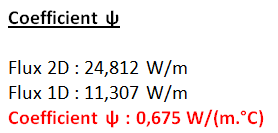 Coefficient ψ
Flux 2D : 24,812 W/m
Flux 1D : 11,307 W/m
Coefficient ψ : 0,675 W/(m.°C)